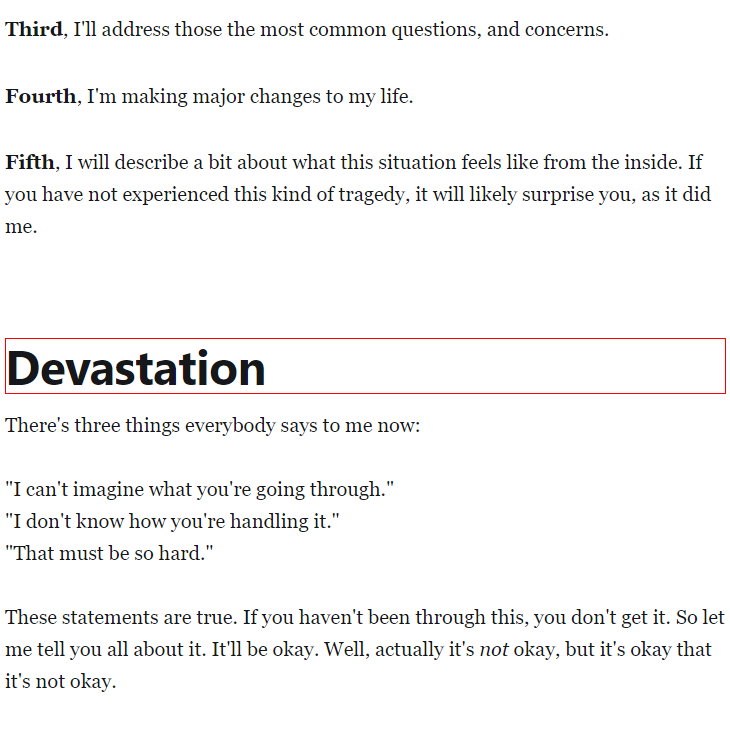 Third, I'll address those the most common questions, and concerns.
Fourth, I'm making major changes to my life.
Fifth, I will describe a bit about what this situation feels like from the inside. If
you have not experienced this kind of tragedy, it will likely surprise you, as it did
me.
Devastation
There's three things everybody says to me now:
"I can't imagine what you're going through."
"I don't know how you're handling it."
"That must be so hard."
These statements are true. If you haven't been through this, you don't get it. So let
me tell you all about it. It'll be okay. Well, actually it's not okay, but it's okay that
it's not okay.